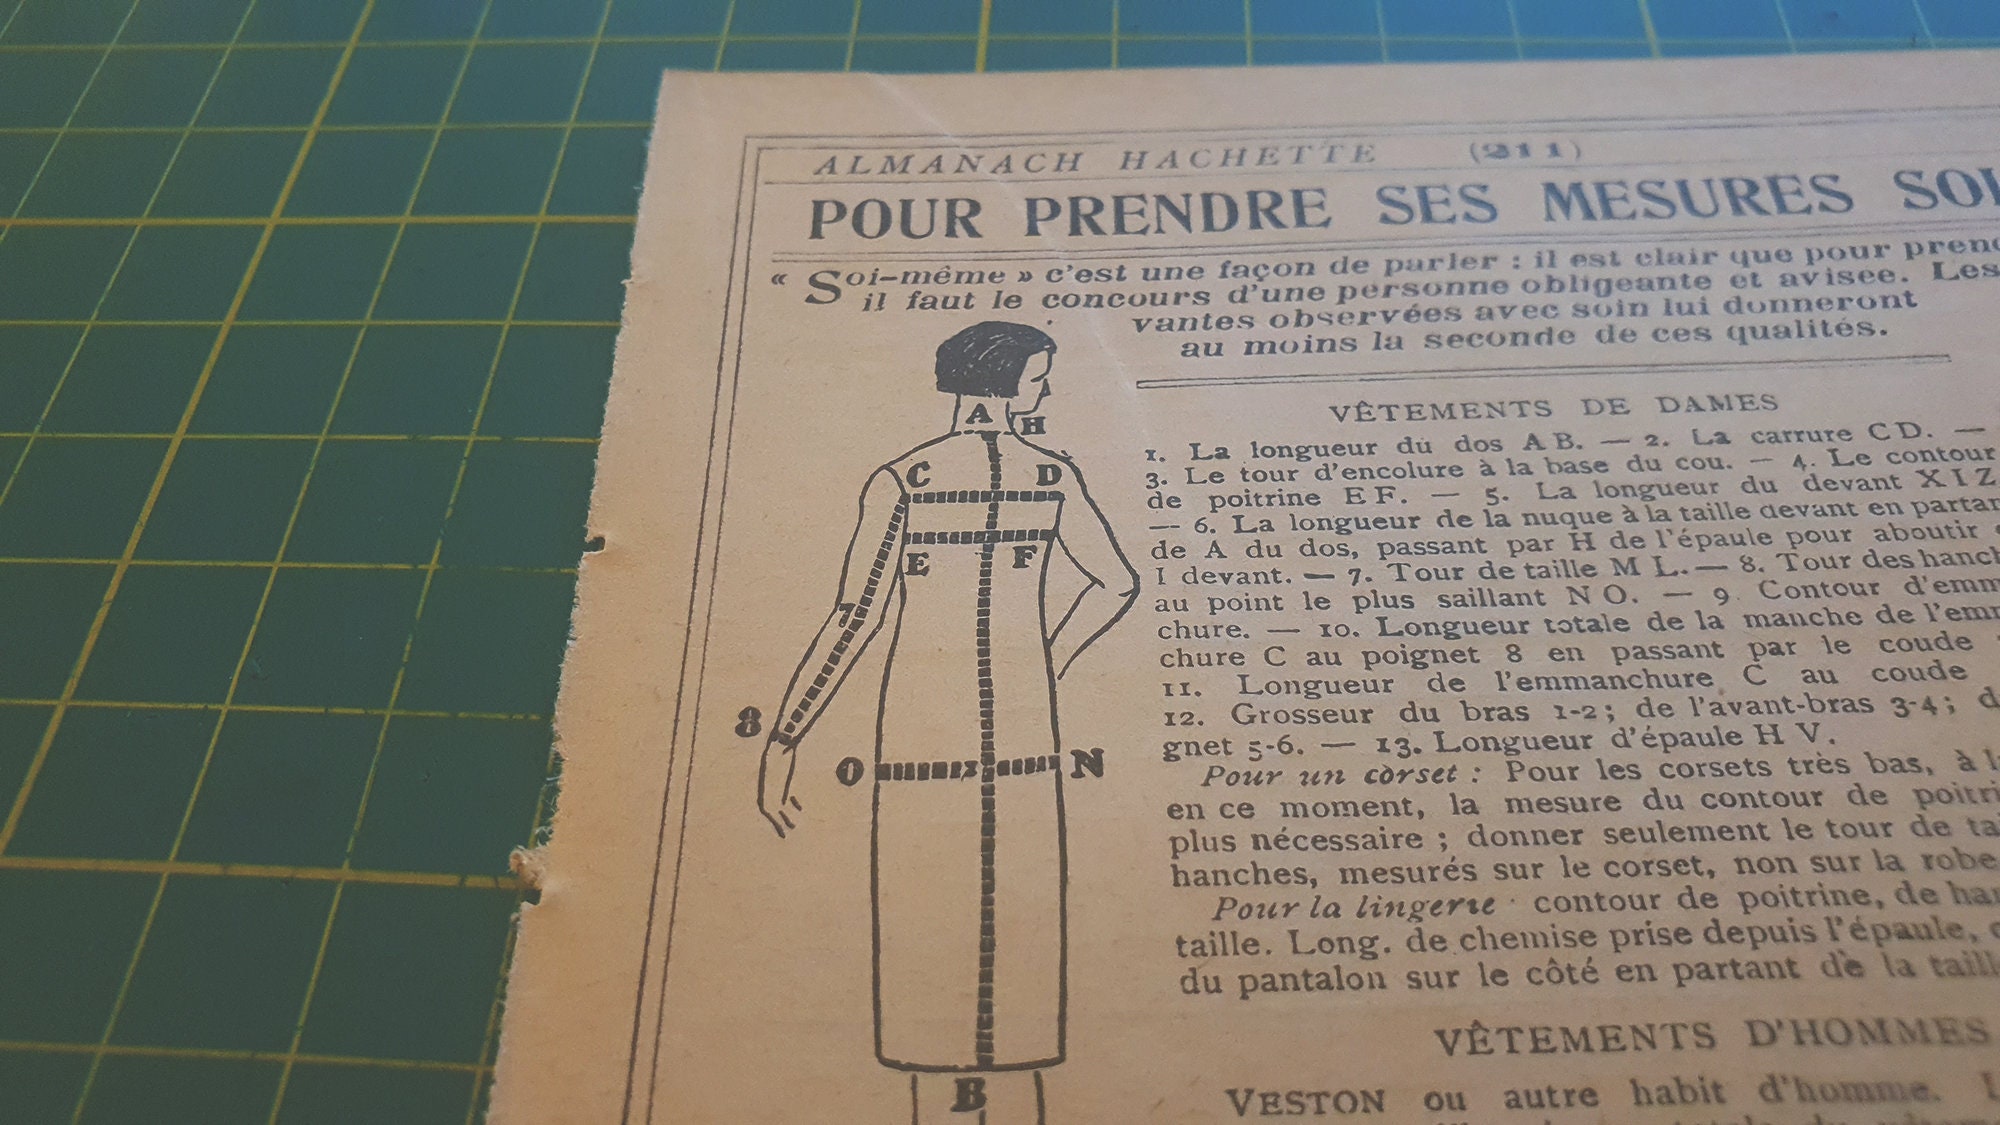 ALMANACH HACHETTE (211)
POUR PRENDRE SES MESURES
« Soi-même » c'est une façon de parler : il est clair que pour
il faut le concours d'une personne obligeante et avisee. Les
vantes observées avec soin lui donneront
au moins la seconde de ces qualités.
VÊTEMENTS DE DAMES
1. La longueur du dos A B. — 2. La carrure C D. —
3. Le tour d'encolure à la base du cou. — 4. Le contour
de poitrine E F. — 5. La longueur du devant X I Z
— 6. La longueur de la nuque à la taille devant en
de A du dos, passant par H de l'épaule pour aboutir
I devant. — 7. Tour de taille M L. — 8. Tour des
au point le plus saillant N O. — 9. Contour
chure. — 10. Longueur totale de la manche de
chure C au poignet 8 en passant par le coude
11. Longueur de l'emmanchure C au coude
12. Grosseur du bras 1-2 ; de l'avant-bras 3-4 ;
gnet 5-6. — 13. Longueur d'épaule H V.
Pour un corset : Pour les corsets très bas, à
en ce moment, la mesure du contour de
plus nécessaire ; donner seulement le tour de
hanches, mesurés sur le corset, non sur la robe
Pour la lingerie : contour de poitrine, de
taille. Long. de chemise prise depuis l'épaule,
du pantalon sur le côté en partant de la
VÊTEMENTS D'HOMMES
VESTON ou autre habit d'homme.
A
H
C D
E F
8
O N
B